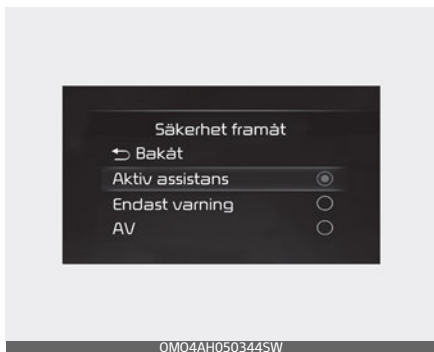 Säkerhet framåt
Bakåt
Aktiv assistans
Endast varning
AV
OMO4AH050344SW